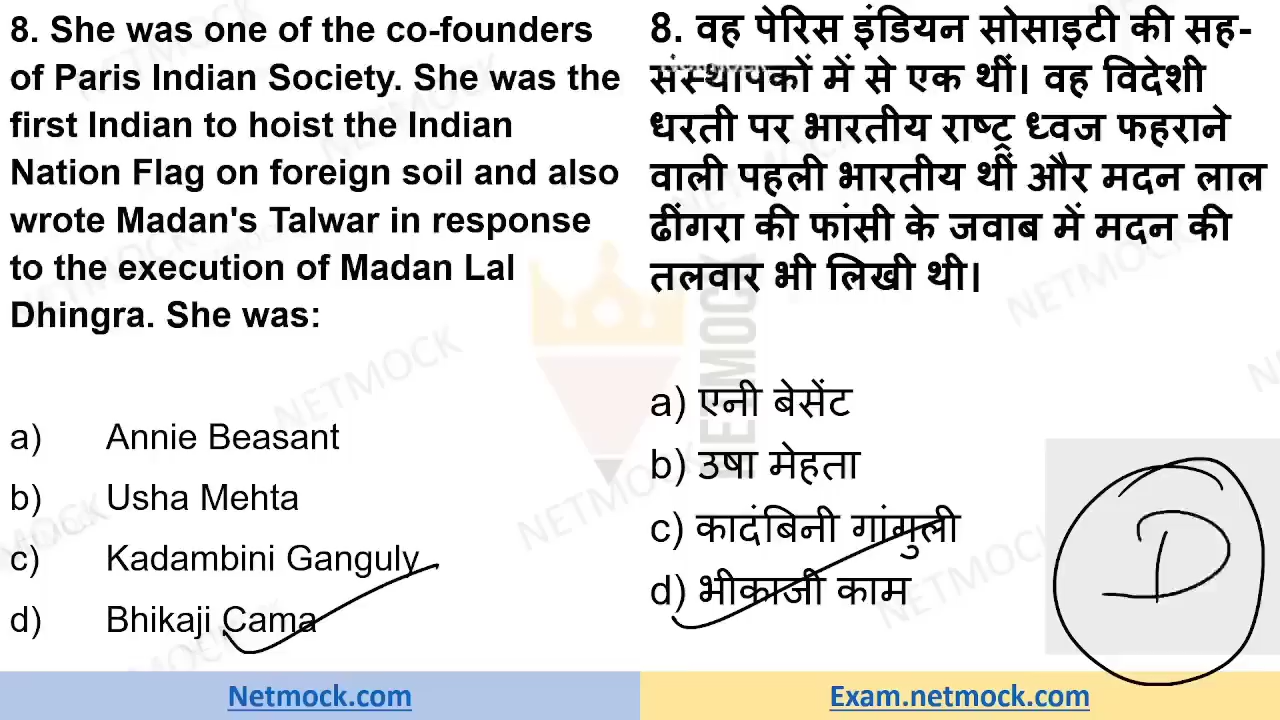 8. She was one of the co-founders
of Paris Indian Society. She was the
first Indian to hoist the Indian
Nation Flag on foreign soil and also
wrote Madan's Talwar in response
to the execution of Madan Lal
Dhingra. She was:
a) Annie Beasant
b) Usha Mehta
c) Kadambini Ganguly
d) Bhikaji Cama
8. वह पेरिस इंडियन सोसाइटी की सह-
संस्थापकों में से एक थीं। वह विदेशी
धरती पर भारतीय राष्ट्र ध्वज फहराने
वाली पहली भारतीय थीं और मदन लाल
ढींगरा की फांसी के जवाब में मदन की
तलवार भी लिखी थी।
a) एनी बेसेंट
b) उषा मेहता
c) कादंबिनी गांगुली
d) भीकाजी काम
D
NETMOCK
Netmock.com
Exam.netmock.com